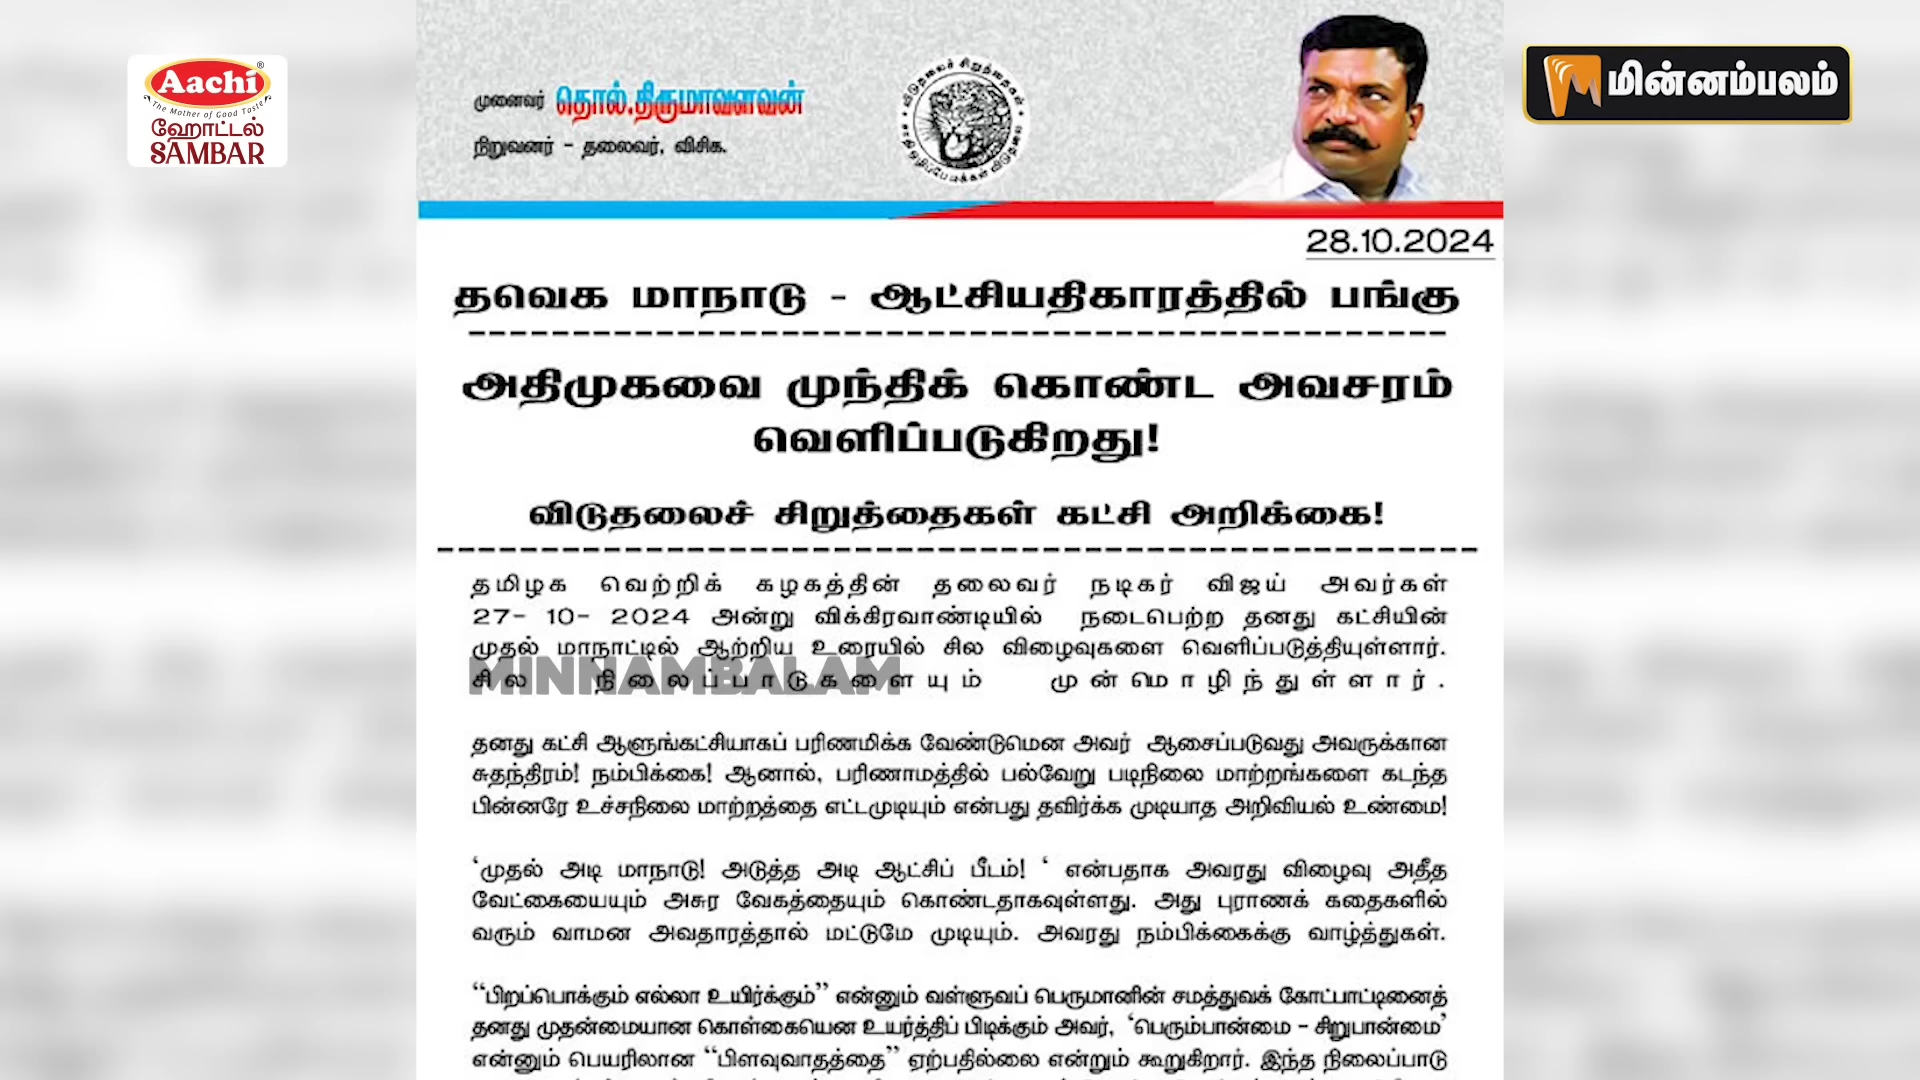 Aachi
®
The Mother of Good Taste
ஹோட்டல்
SAMBAR
முனைவர் தொல்.திருமாவளவன்
நிறுவனர் - தலைவர், விசிக.
விடுதலைச் சிறுத்தைகள்
மின்னம்பலம்
28.10.2024
தவெக மாநாடு - ஆட்சியதிகாரத்தில் பங்கு
அதிமுகவை முந்திக் கொண்ட அவசரம்
வெளிப்படுகிறது!
விடுதலைச் சிறுத்தைகள் கட்சி அறிக்கை!
தமிழக வெற்றிக் கழகத்தின் தலைவர் நடிகர் விஜய் அவர்கள்
27- 10- 2024 அன்று விக்கிரவாண்டியில் நடைபெற்ற தனது கட்சியின்
முதல் மாநாட்டில் ஆற்றிய உரையில் சில விழைவுகளை வெளிப்படுத்தியுள்ளார்.
சில நிலைப்பாடுகளையும் முன்மொழிந்துள்ளார்.
MINNAMBALAM
தனது கட்சி ஆளுங்கட்சியாகப் பரிணமிக்க வேண்டுமென அவர் ஆசைப்படுவது அவருக்கான
சுதந்திரம்! நம்பிக்கை! ஆனால், பரிணாமத்தில் பல்வேறு படிநிலை மாற்றங்களை கடந்த
பின்னரே உச்சநிலை மாற்றத்தை எட்டமுடியும் என்பது தவிர்க்க முடியாத அறிவியல் உண்மை!
‘முதல் அடி மாநாடு! அடுத்த அடி ஆட்சிப் பீடம்! ‘ என்பதாக அவரது விழைவு அதீத
வேட்கையையும் அசுர வேகத்தையும் கொண்டதாகவுள்ளது. அது புராணக் கதைகளில்
வரும் வாமன அவதாரத்தால் மட்டுமே முடியும். அவரது நம்பிக்கைக்கு வாழ்த்துகள்.
“பிறப்பொக்கும் எல்லா உயிர்க்கும்” என்னும் வள்ளுவப் பெருமானின் சமத்துவக் கோட்பாட்டினைத்
தனது முதன்மையான கொள்கையென உயர்த்திப் பிடிக்கும் அவர், ‘பெரும்பான்மை - சிறுபான்மை’
என்னும் பெயரிலான “பிளவுவாதத்தை” ஏற்பதில்லை என்றும் கூறுகிறார். இந்த நிலைப்பாடு